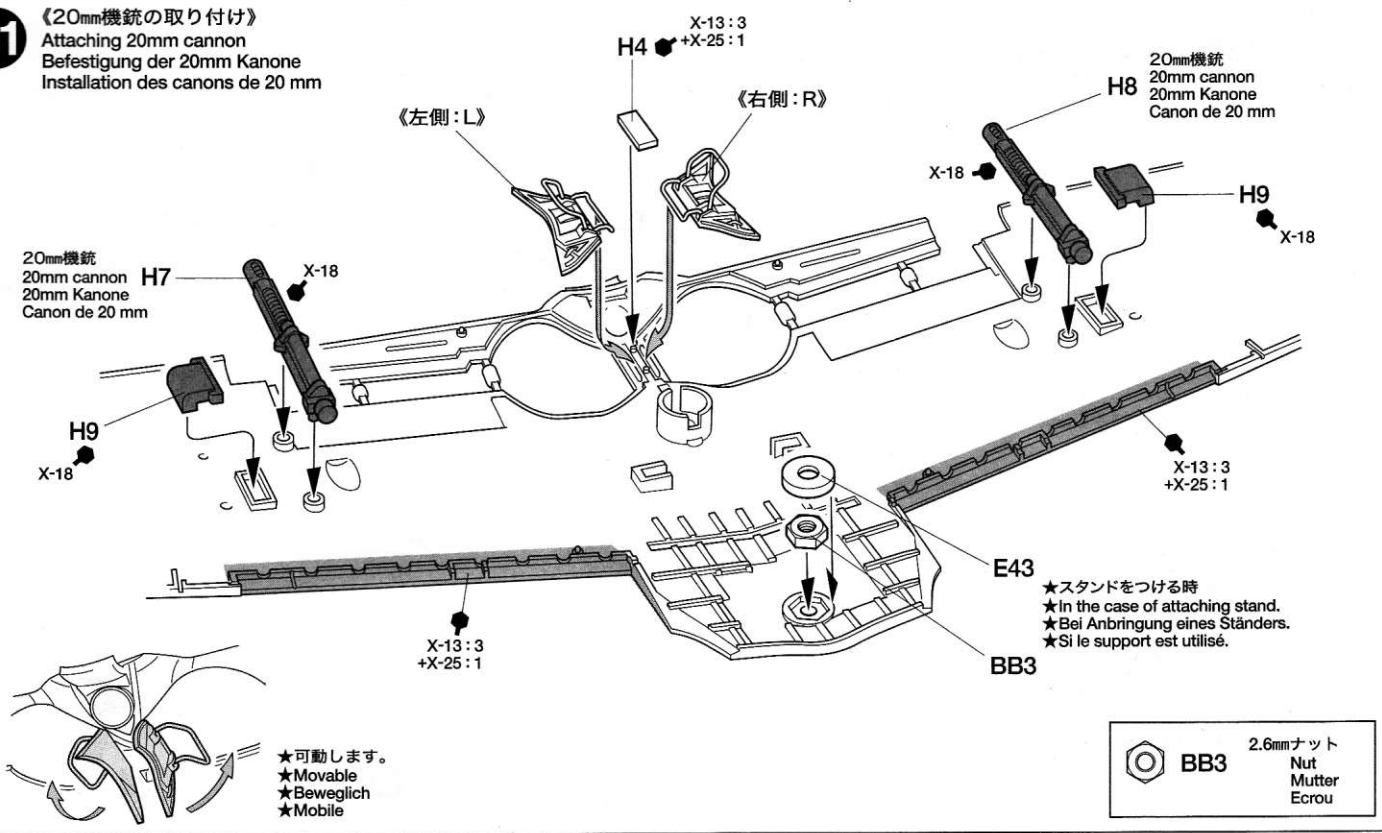 1
《20mm機銃の取り付け》
Attaching 20mm cannon
Befestigung der 20mm Kanone
Installation des canons de 20 mm
H4
X-13 : 3
+X-25 : 1
《左側 : L》
《右側 : R》
20mm機銃
20mm cannon
20mm Kanone
Canon de 20 mm
H8
X-18
H9
X-18
20mm機銃
20mm cannon
20mm Kanone
Canon de 20 mm
H7
X-18
H9
X-18
X-13 : 3
+X-25 : 1
E43
★スタンドをつける時
★In the case of attaching stand.
★Bei Anbringung eines Ständers.
★Si le support est utilisé.
BB3
X-13 : 3
+X-25 : 1
★可動します。
★Movable
★Beweglich
★Mobile
BB3
2.6mmナット
Nut
Mutter
Ecrou